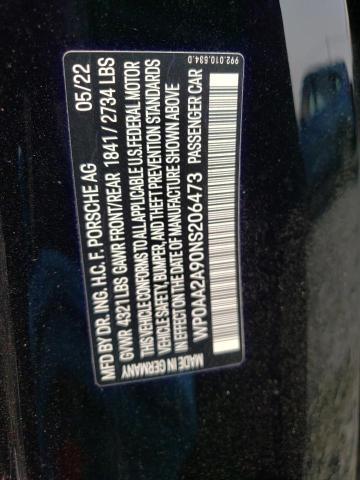 MFD BY DR. ING. H.C. F. PORSCHE AG 05/22
GVWR 4321 LBS GAWR FRONT/REAR 1841 / 2734 LBS
THIS VEHICLE CONFORMS TO ALL APPLICABLE U.S. FEDERAL MOTOR
VEHICLE SAFETY, BUMPER, AND THEFT PREVENTION STANDARDS
IN EFFECT ON THE DATE OF MANUFACTURE SHOWN ABOVE
WP0AA2A90NS206473 PASSENGER CAR
MADE IN GERMANY
992.010.634.0